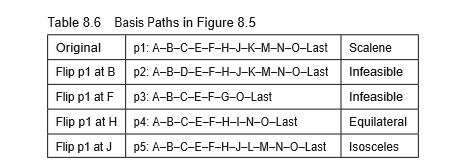 Table 8.6 Basis Paths in Figure 8.5
Original p1: A–B–C–E–F–H–J–K–M–N–O–Last Scalene
Flip p1 at B p2: A–B–D–E–F–H–J–K–M–N–O–Last Infeasible
Flip p1 at F p3: A–B–C–E–F–G–O–Last Infeasible
Flip p1 at H p4: A–B–C–E–F–H–I–N–O–Last Equilateral
Flip p1 at J p5: A–B–C–E–F–H–J–L–M–N–O–Last Isosceles